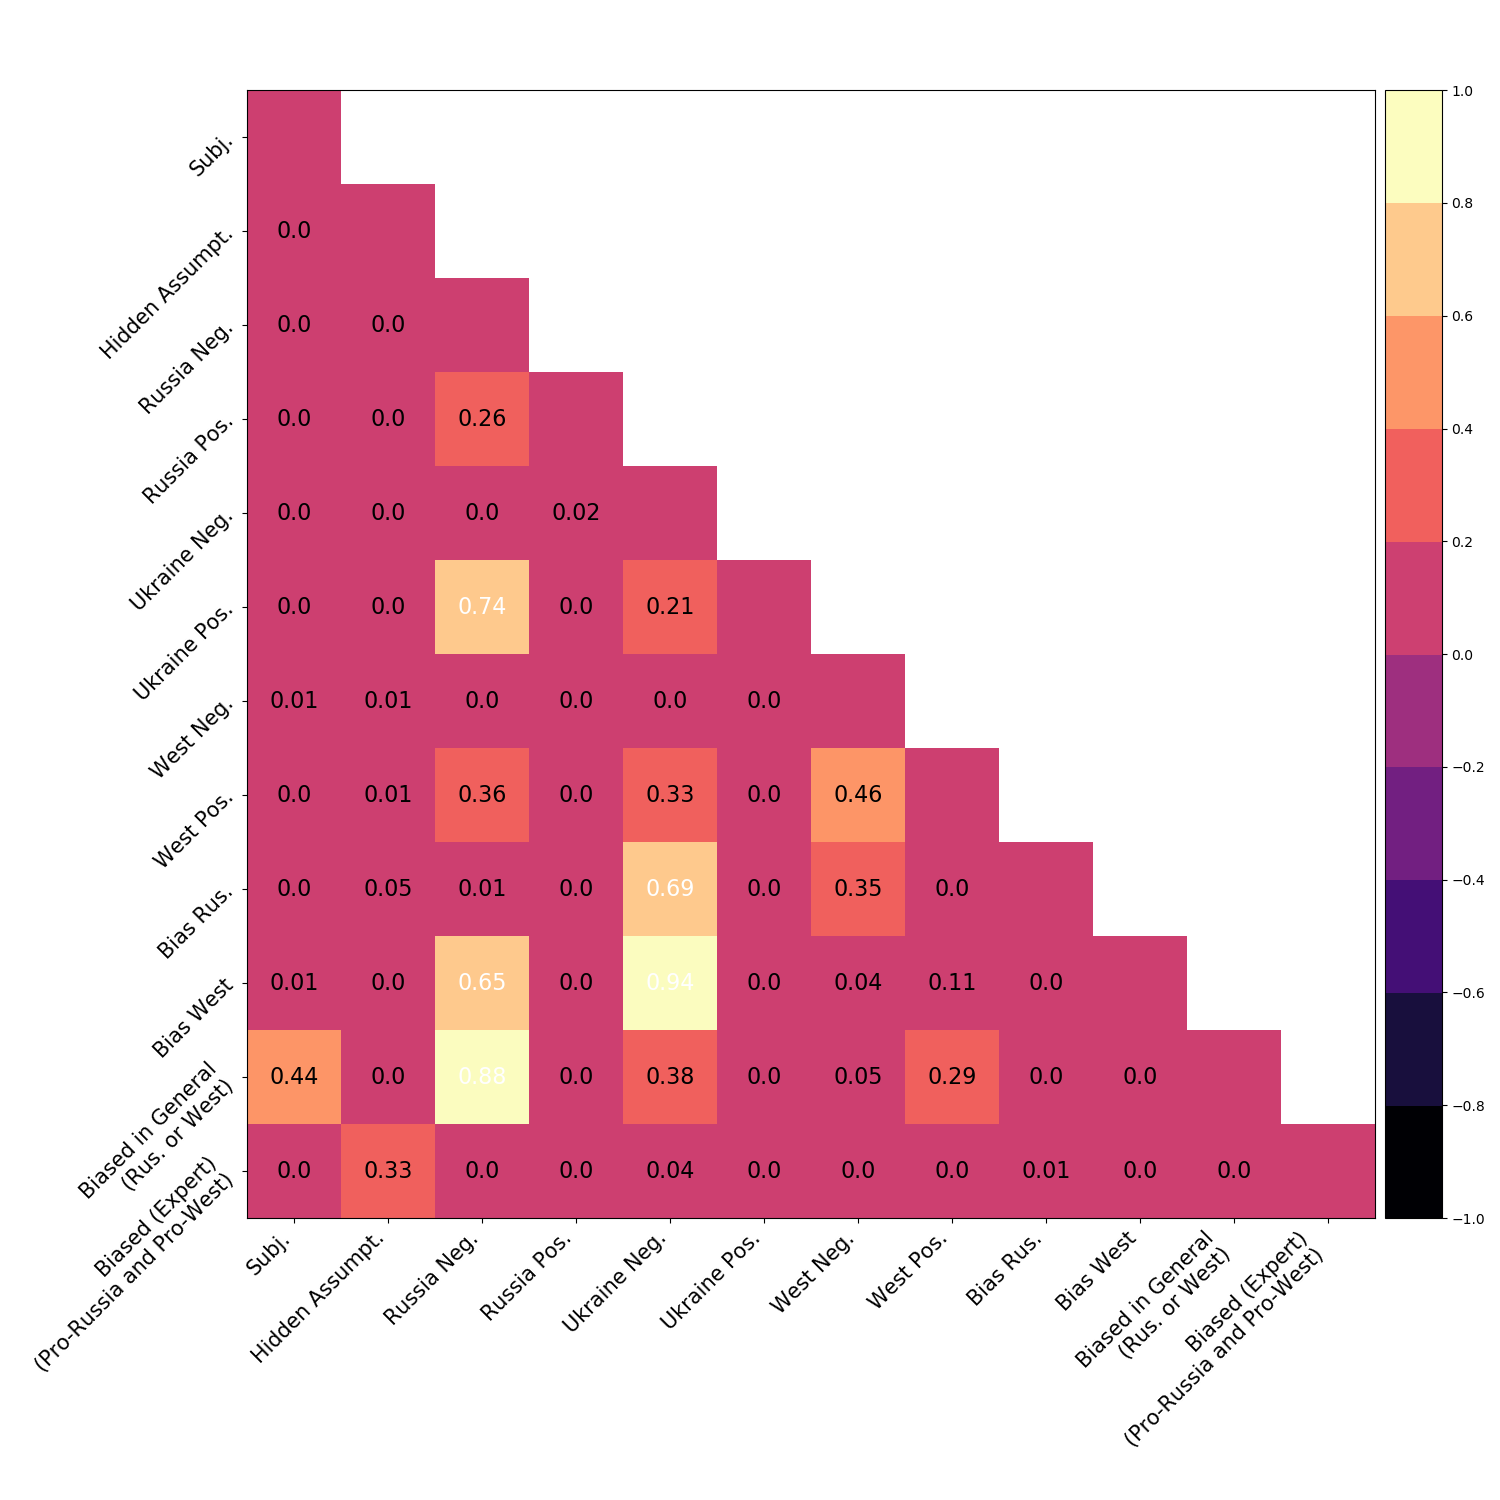 Subj.
Hidden Assumpt.
0.0
Russia Neg.
0.0 0.0
Russia Pos.
0.0 0.0 0.26
Ukraine Neg.
0.0 0.0 0.0 0.02
Ukraine Pos.
0.0 0.0 0.74 0.0 0.21
West Neg.
0.01 0.01 0.0 0.0 0.0 0.0
West Pos.
0.0 0.01 0.36 0.0 0.33 0.0 0.46
Bias Rus.
0.0 0.05 0.01 0.0 0.69 0.0 0.35 0.0
Bias West
0.01 0.0 0.65 0.0 0.94 0.0 0.04 0.11 0.0
Biased in General
(Rus. or West)
0.44 0.0 0.88 0.0 0.38 0.0 0.05 0.29 0.0 0.0
Biased (Expert)
(Pro-Russia and Pro-West)
0.0 0.33 0.0 0.0 0.04 0.0 0.0 0.0 0.01 0.0 0.0
Subj.
Hidden Assumpt.
Russia Neg.
Russia Pos.
Ukraine Neg.
Ukraine Pos.
West Neg.
West Pos.
Bias Rus.
Bias West
Biased in General
(Rus. or West)
Biased (Expert)
(Pro-Russia and Pro-West)
1.0
0.8
0.6
0.4
0.2
0.0
−0.2
−0.4
−0.6
−0.8
−1.0